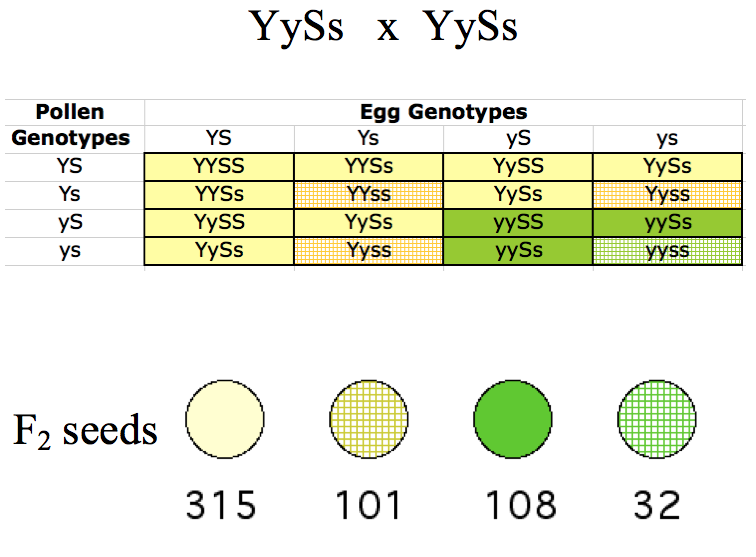 YySs x YySs
Pollen Egg Genotypes
Genotypes YS Ys yS ys
YS YYSS YYSs YySS YySs
Ys YYSs YYss YySs Yyss
yS YySS YySs yySS yySs
ys YySs Yyss yySs yyss
F₂ seeds
315 101 108 32